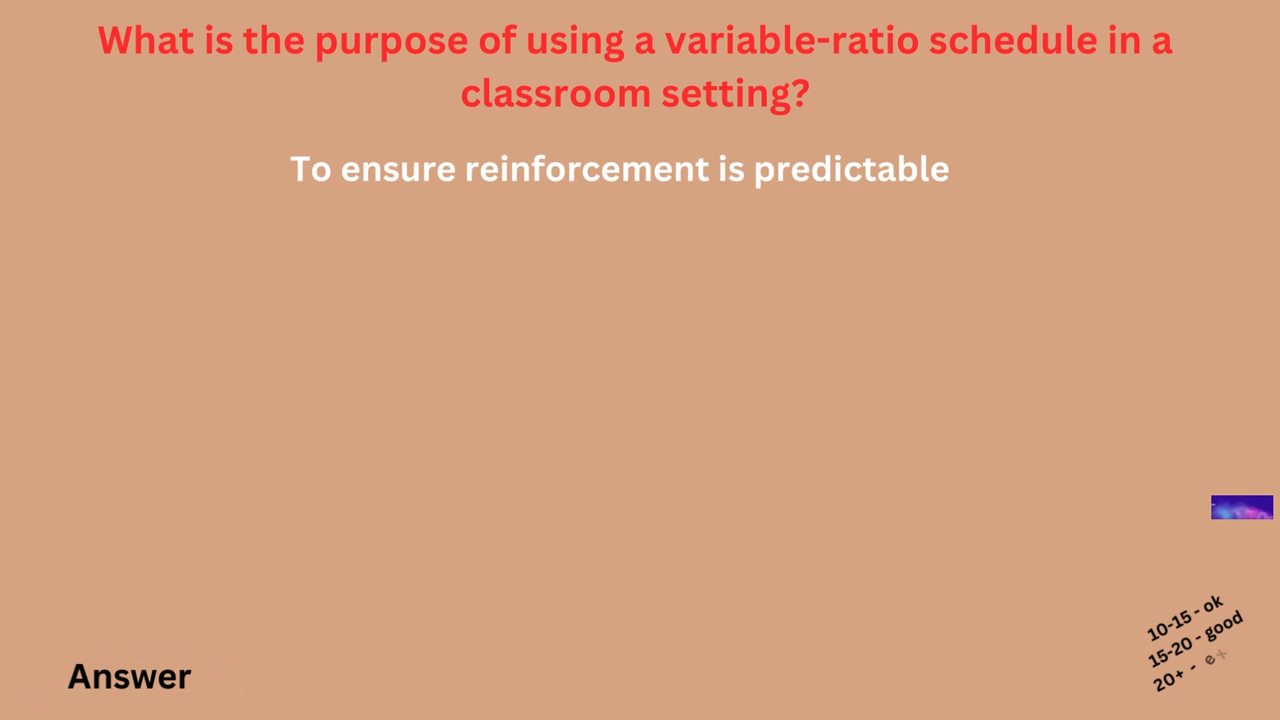 What is the purpose of using a variable-ratio schedule in a
classroom setting?
To ensure reinforcement is predictable
10-15 - ok
15-20 - good
20+ - ex
Answer